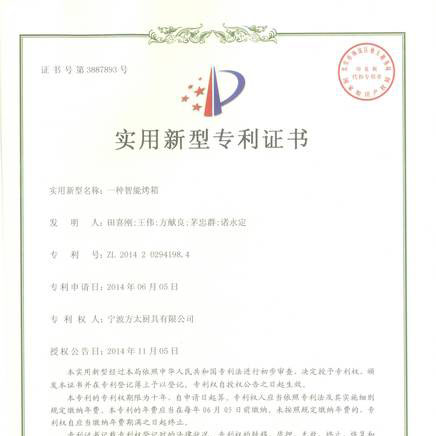 证书号第3887893号
实用新型专利证书
实用新型名称:一种智能烤箱
发 明 人:田喜刚;王伟;方献良;茅忠群;诸永定
专 利 号:ZL 2014 2 0294198.4
专利申请日:2014年06月05日
专 利 权 人:宁波方太厨具有限公司
授权公告日:2014年11月05日
本实用新型经过本局依照中华人民共和国专利法进行初步审查,决定授予专利权,颁
发本证书并在专利登记簿上予以登记。专利权自授权公告之日起生效。
本专利的专利权期限为十年,自申请日起算。专利权人应当依照专利法及其实施细则
规定缴纳年费。本专利的年费应当在每年06月05日前缴纳。未按照规定缴纳年费的,专
利权自应当缴纳年费期满之日起终止。